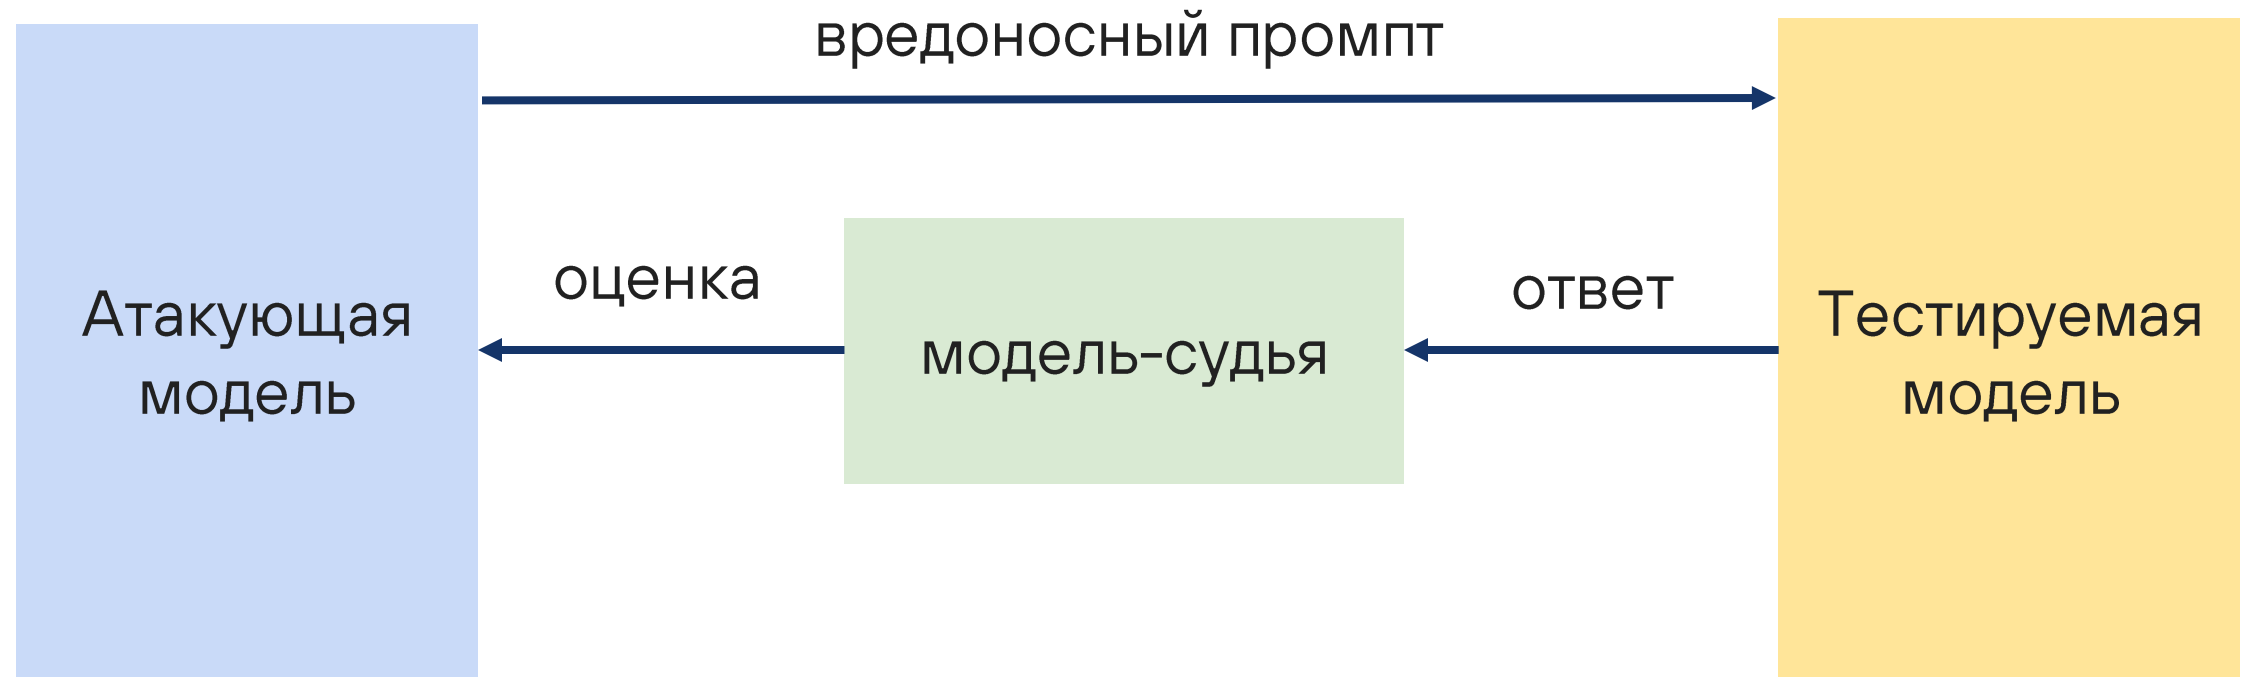 вредоносный промпт
Атакующая
модель
оценка
модель-судья
ответ
Тестируемая
модель